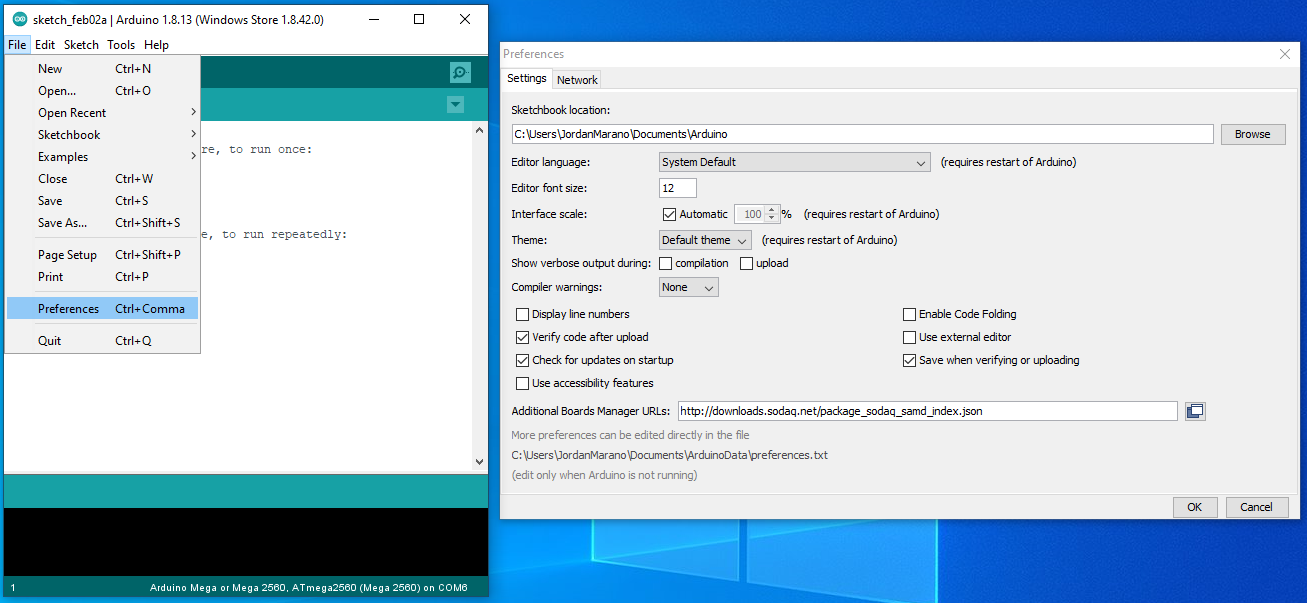 sketch_feb02a | Arduino 1.8.13 (Windows Store 1.8.42.0)
File Edit Sketch Tools Help
New Ctrl+N
Open... Ctrl+O
Open Recent
Sketchbook
Examples
Close Ctrl+W
Save Ctrl+S
Save As... Ctrl+Shift+S
Page Setup Ctrl+Shift+P
Print Ctrl+P
Preferences Ctrl+Comma
Quit Ctrl+Q
re, to run once:
e, to run repeatedly:
1 Arduino Mega or Mega 2560, ATmega2560 (Mega 2560) on COM6
Preferences
Settings Network
Sketchbook location:
C:\Users\JordanMarano\Documents\Arduino Browse
Editor language: System Default (requires restart of Arduino)
Editor font size: 12
Interface scale: Automatic 100 % (requires restart of Arduino)
Theme: Default theme (requires restart of Arduino)
Show verbose output during: compilation upload
Compiler warnings: None
Display line numbers Enable Code Folding
Verify code after upload Use external editor
Check for updates on startup Save when verifying or uploading
Use accessibility features
Additional Boards Manager URLs: http://downloads.sodaq.net/package_sodaq_samd_index.json
More preferences can be edited directly in the file
C:\Users\JordanMarano\Documents\ArduinoData\preferences.txt
(edit only when Arduino is not running)
OK Cancel